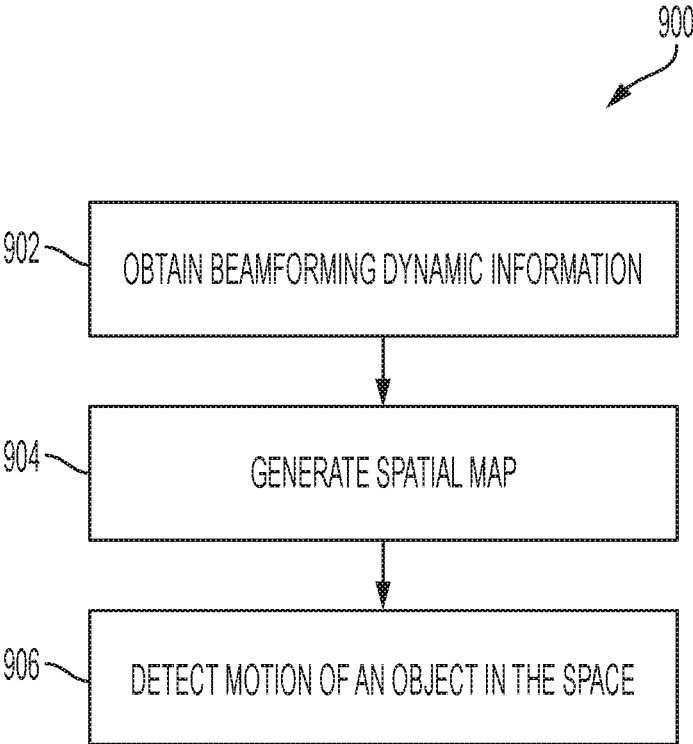 900
902
OBTAIN BEAMFORMING DYNAMIC INFORMATION
904
GENERATE SPATIAL MAP
906
DETECT MOTION OF AN OBJECT IN THE SPACE